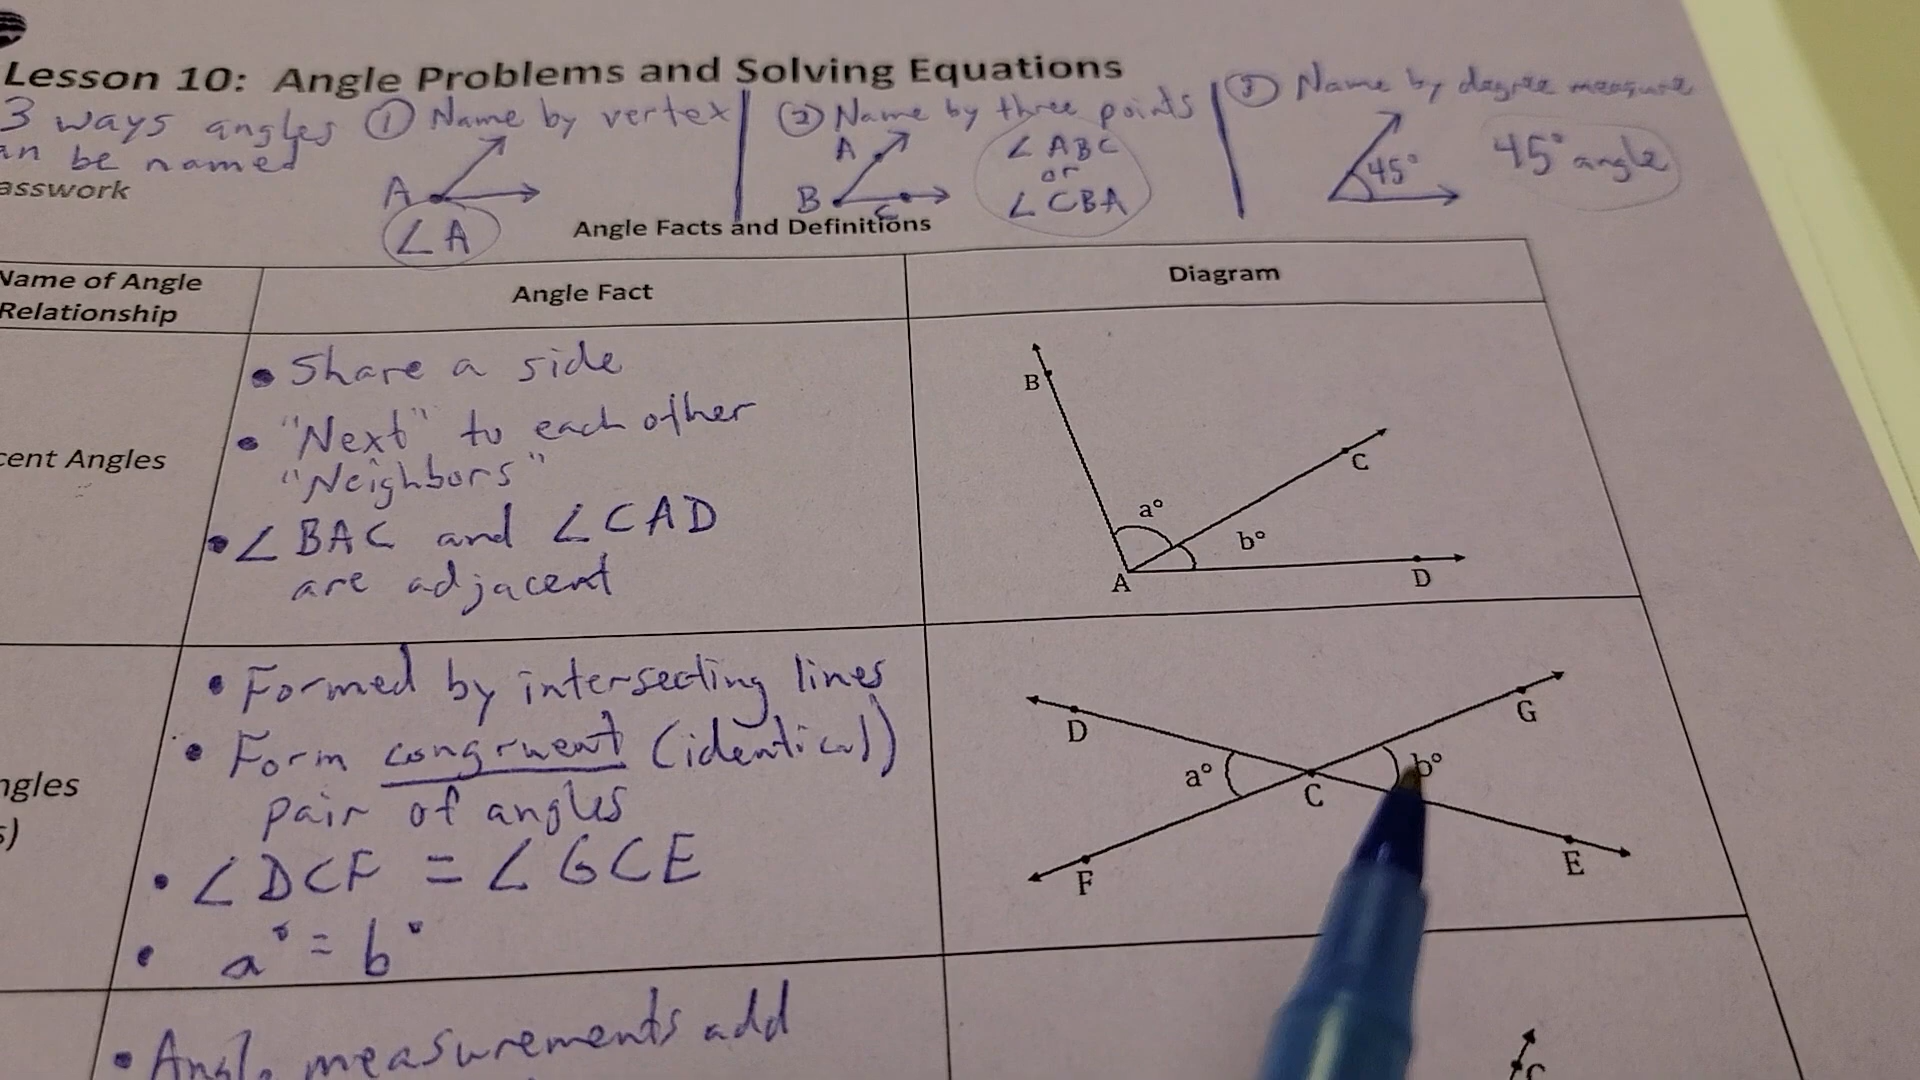 Lesson 10: Angle Problems and Solving Equations
3 ways angles
an be named
① Name by vertex
A
∠A
② Name by three points
A
B
C
∠ABC
or
∠CBA
③ Name by degree measure
45°
45° angle
asswork
Angle Facts and Definitions
Name of Angle
Relationship
Angle Fact
Diagram
cent Angles
• Share a side
• "Next" to each other
"Neighbors"
• ∠BAC and ∠CAD
are adjacent
B
C
a°
b°
A
D
ngles
s)
• Formed by intersecting lines
• Form congruent (identical)
pair of angles
• ∠DCF = ∠GCE
• a° = b°
D
G
a°
b°
C
F
E
• Angle measurements add
C